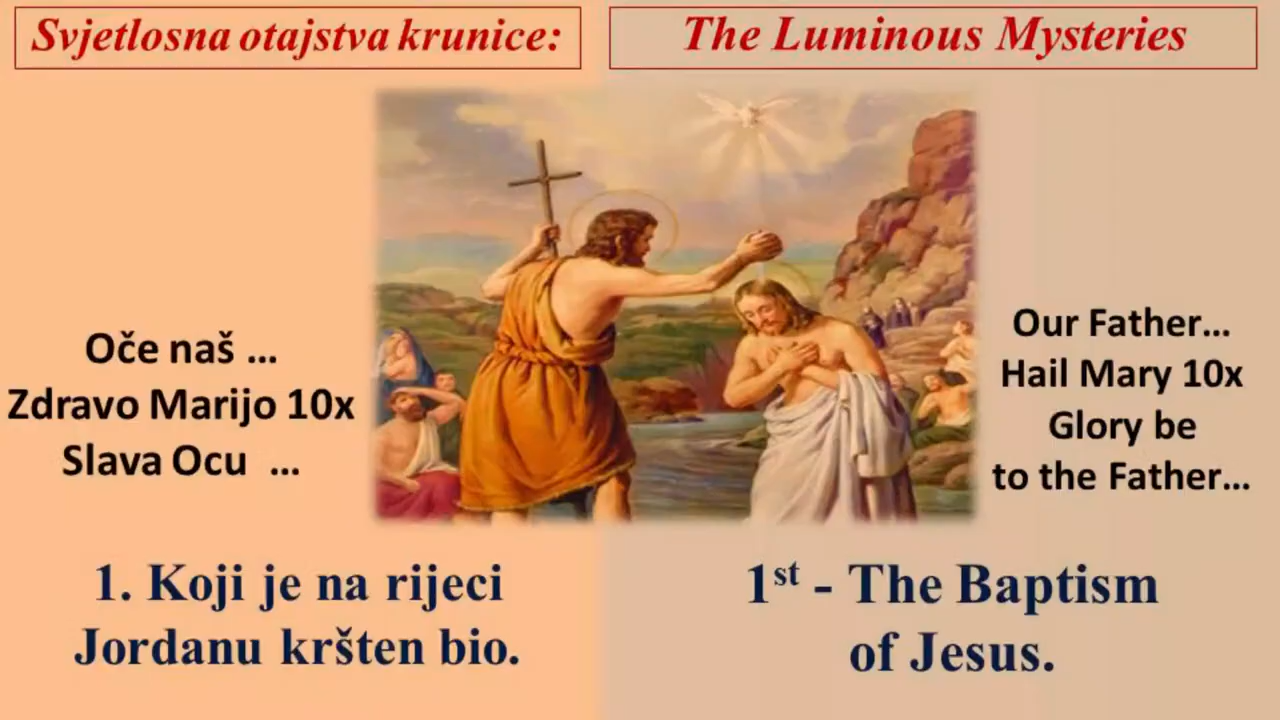 Svjetlosna otajstva krunice:
Oče naš ...
Zdravo Marijo 10x
Slava Ocu ...
1. Koji je na rijeci
Jordanu kršten bio.
The Luminous Mysteries
Our Father...
Hail Mary 10x
Glory be
to the Father...
1st - The Baptism
of Jesus.